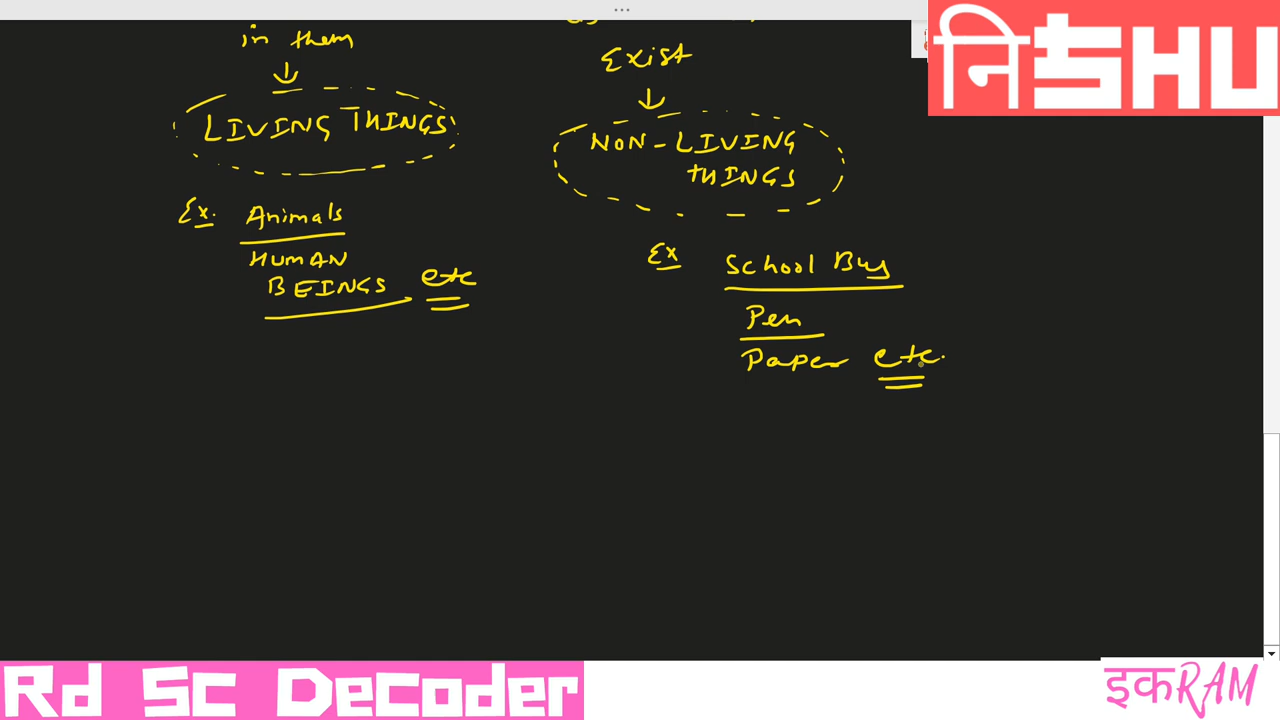 in them
Exist
LIVING THINGS
NON-LIVING
THINGS
Ex. Animals
HUMAN
BEINGS etc
Ex School Bus
Pen
Paper etc.
निSHU
Rd SC Decoder
इकRAM